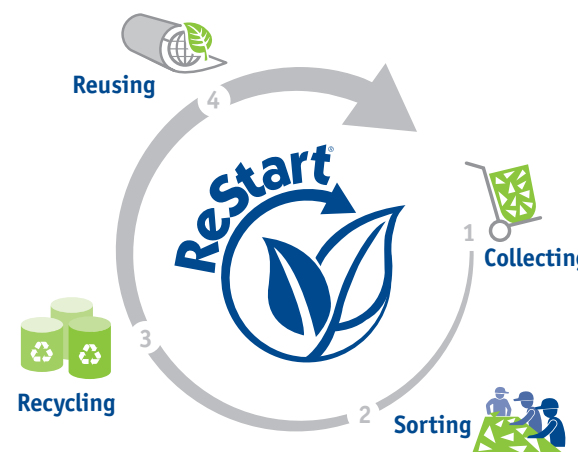 Reusing
4
ReStart®
1
Collecting
3
Recycling
2
Sorting